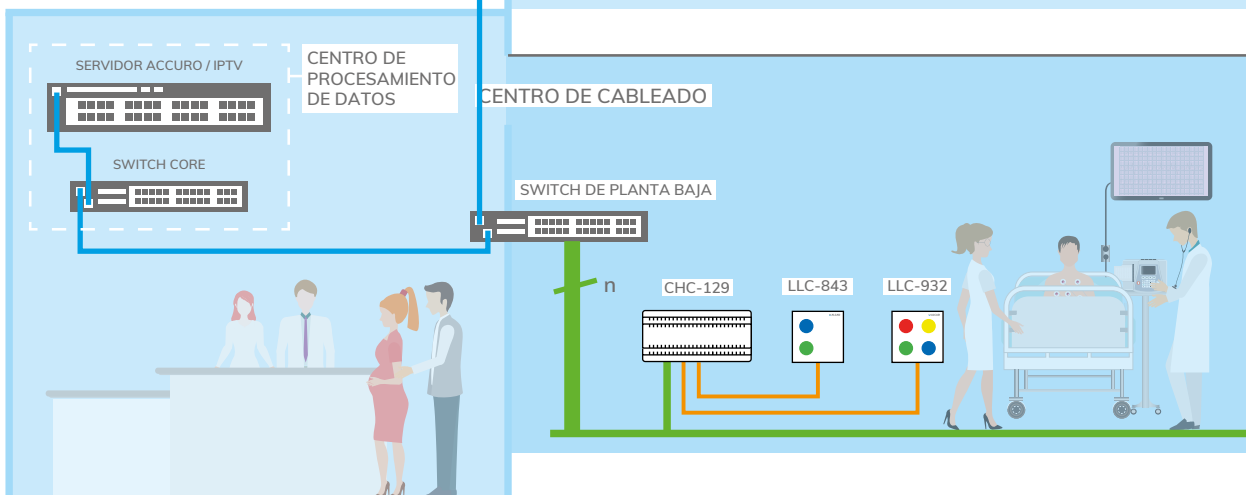 SERVIDOR ACCURO / IPTV
CENTRO DE
PROCESAMIENTO
DE DATOS
CENTRO DE CABLEADO
SWITCH CORE
SWITCH DE PLANTA BAJA
n
CHC-129
LLC-843
LLC-932